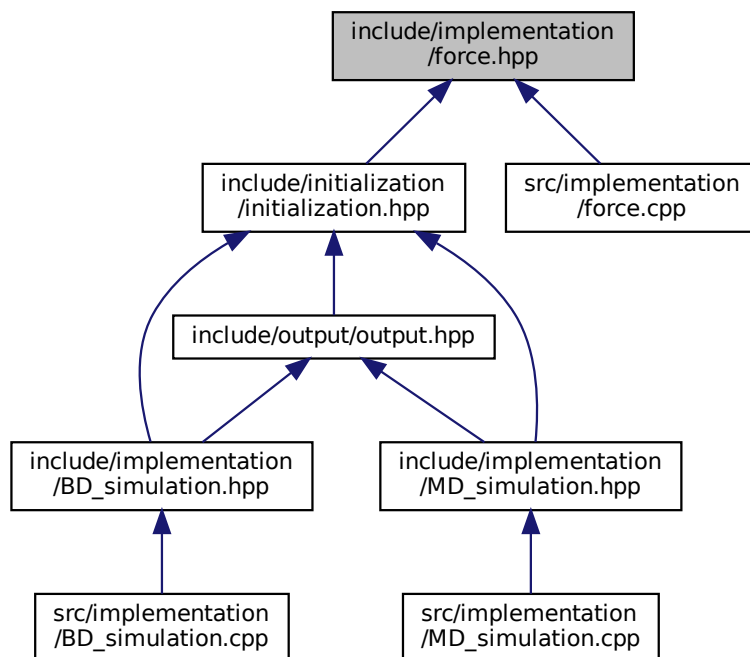 include/implementation
/force.hpp
include/initialization
/initialization.hpp
src/implementation
/force.cpp
include/output/output.hpp
include/implementation
/BD_simulation.hpp
include/implementation
/MD_simulation.hpp
src/implementation
/BD_simulation.cpp
src/implementation
/MD_simulation.cpp